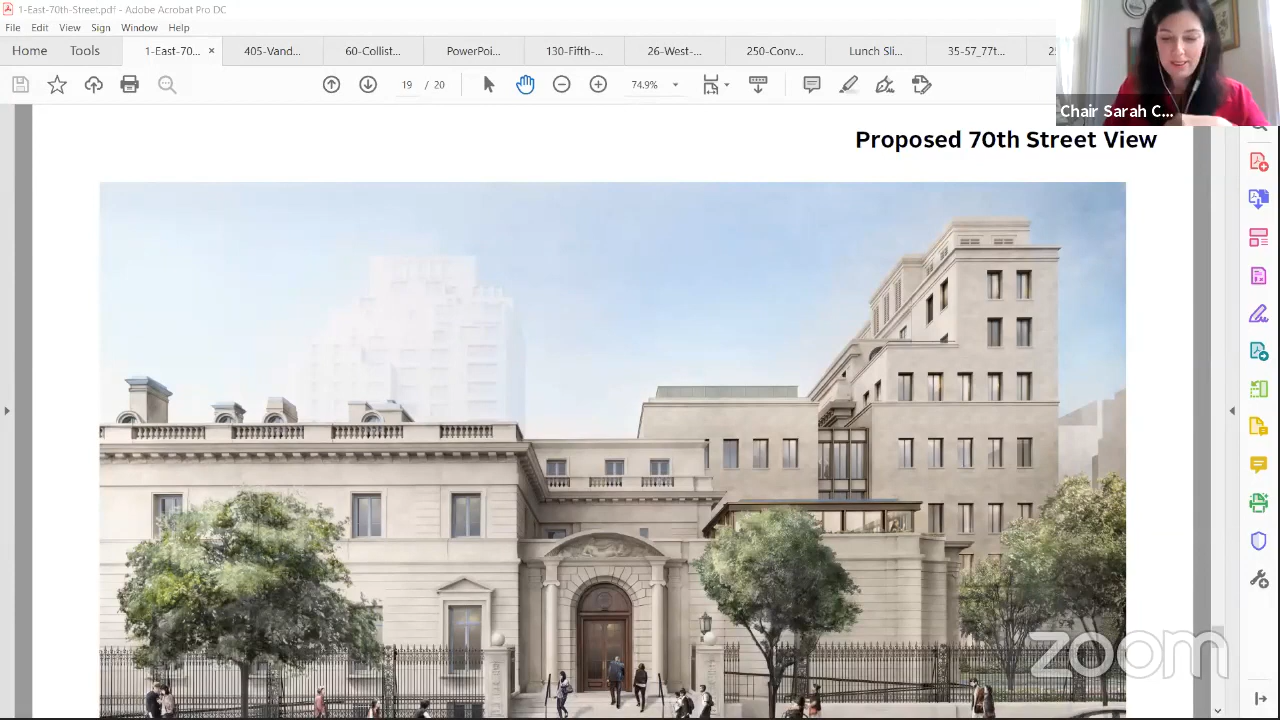 1-East-70th-Street.pdf - Adobe Acrobat Pro DC
File Edit View Sign Window Help
Home Tools 1-East-70... × 405-Vand... 60-Collist... Power... 130-Fifth-... 26-West-... 250-Conv... Lunch Sli... 35-57_77t...
19 / 20 74.9%
Chair Sarah C...
Proposed 70th Street View
zoom